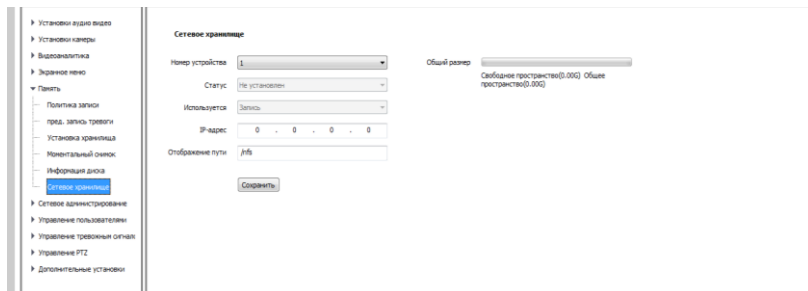 Установки аудио видео
Установки камеры
Видеоаналитика
Экранное меню
Память
Политика записи
пред. запись тревоги
Установка хранилища
Моментальный снимок
Информация диска
Сетевое хранилище
Сетевое администрирование
Управление пользователями
Управление тревожным сигнало
Управление PTZ
Дополнительные установки
Сетевое хранилище
Номер устройства 1
Статус Не установлен
Используется Запись
IP-адрес 0 . 0 . 0 . 0
Отображение пути /nfs
Сохранить
Общий размер
Свободное пространство(0.00G) Общее
пространство(0.00G)